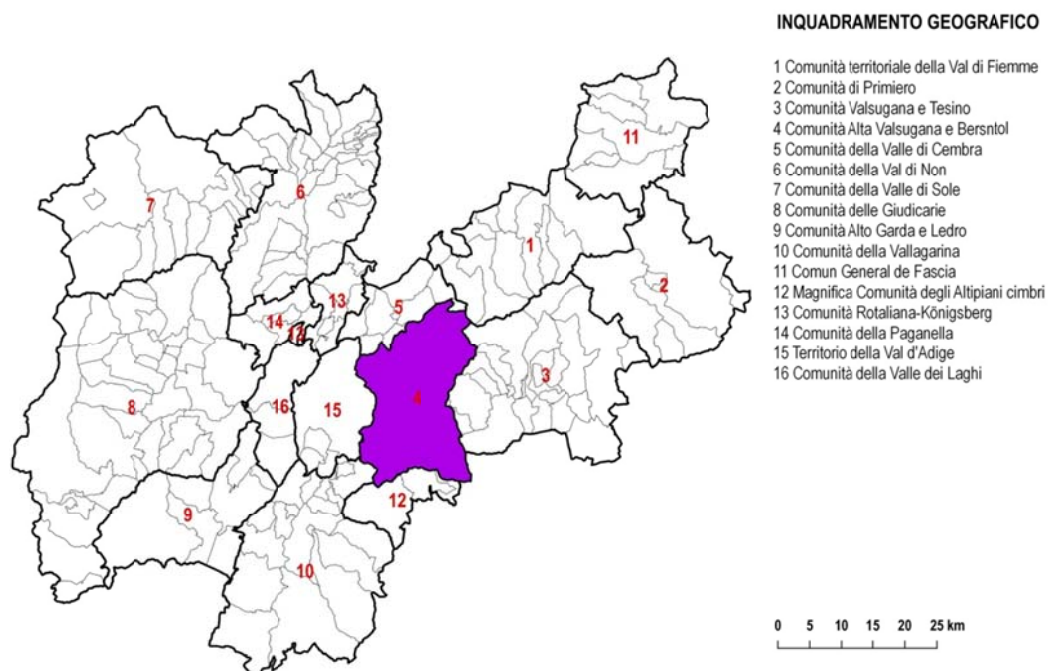 INQUADRAMENTO GEOGRAFICO
1 Comunità territoriale della Val di Fiemme
2 Comunità di Primiero
3 Comunità Valsugana e Tesino
4 Comunità Alta Valsugana e Bersntol
5 Comunità della Valle di Cembra
6 Comunità della Val di Non
7 Comunità della Valle di Sole
8 Comunità delle Giudicarie
9 Comunità Alto Garda e Ledro
10 Comunità della Vallagarina
11 Comun General de Fascia
12 Magnifica Comunità degli Altipiani cimbri
13 Comunità Rotaliana-Königsberg
14 Comunità della Paganella
15 Territorio della Val d'Adige
16 Comunità della Valle dei Laghi
11
6
7
1
2
13
5
14
12
3
4
8
16
15
12
9
10
0 5 10 15 20 25 km